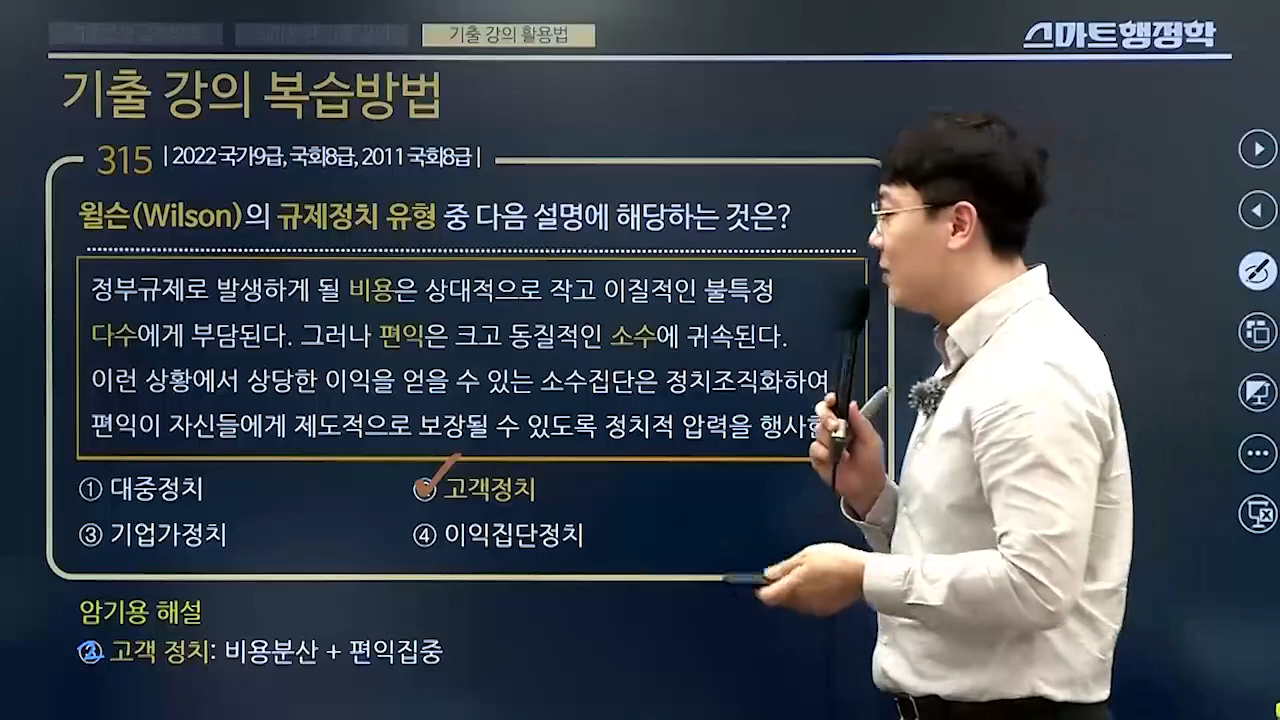 기출 강의 활용법
스마트행정학
기출 강의 복습방법
315 | 2022 국가9급, 국회8급, 2011 국회8급 |
윌슨(Wilson)의 규제정치 유형 중 다음 설명에 해당하는 것은?
정부규제로 발생하게 될 비용은 상대적으로 작고 이질적인 불특정
다수에게 부담된다. 그러나 편익은 크고 동질적인 소수에 귀속된다.
이런 상황에서 상당한 이익을 얻을 수 있는 소수집단은 정치조직화하여
편익이 자신들에게 제도적으로 보장될 수 있도록 정치적 압력을
① 대중정치 고객정치
③ 기업가정치 ④ 이익집단정치
암기용 해설
② 고객 정치: 비용분산 + 편익집중